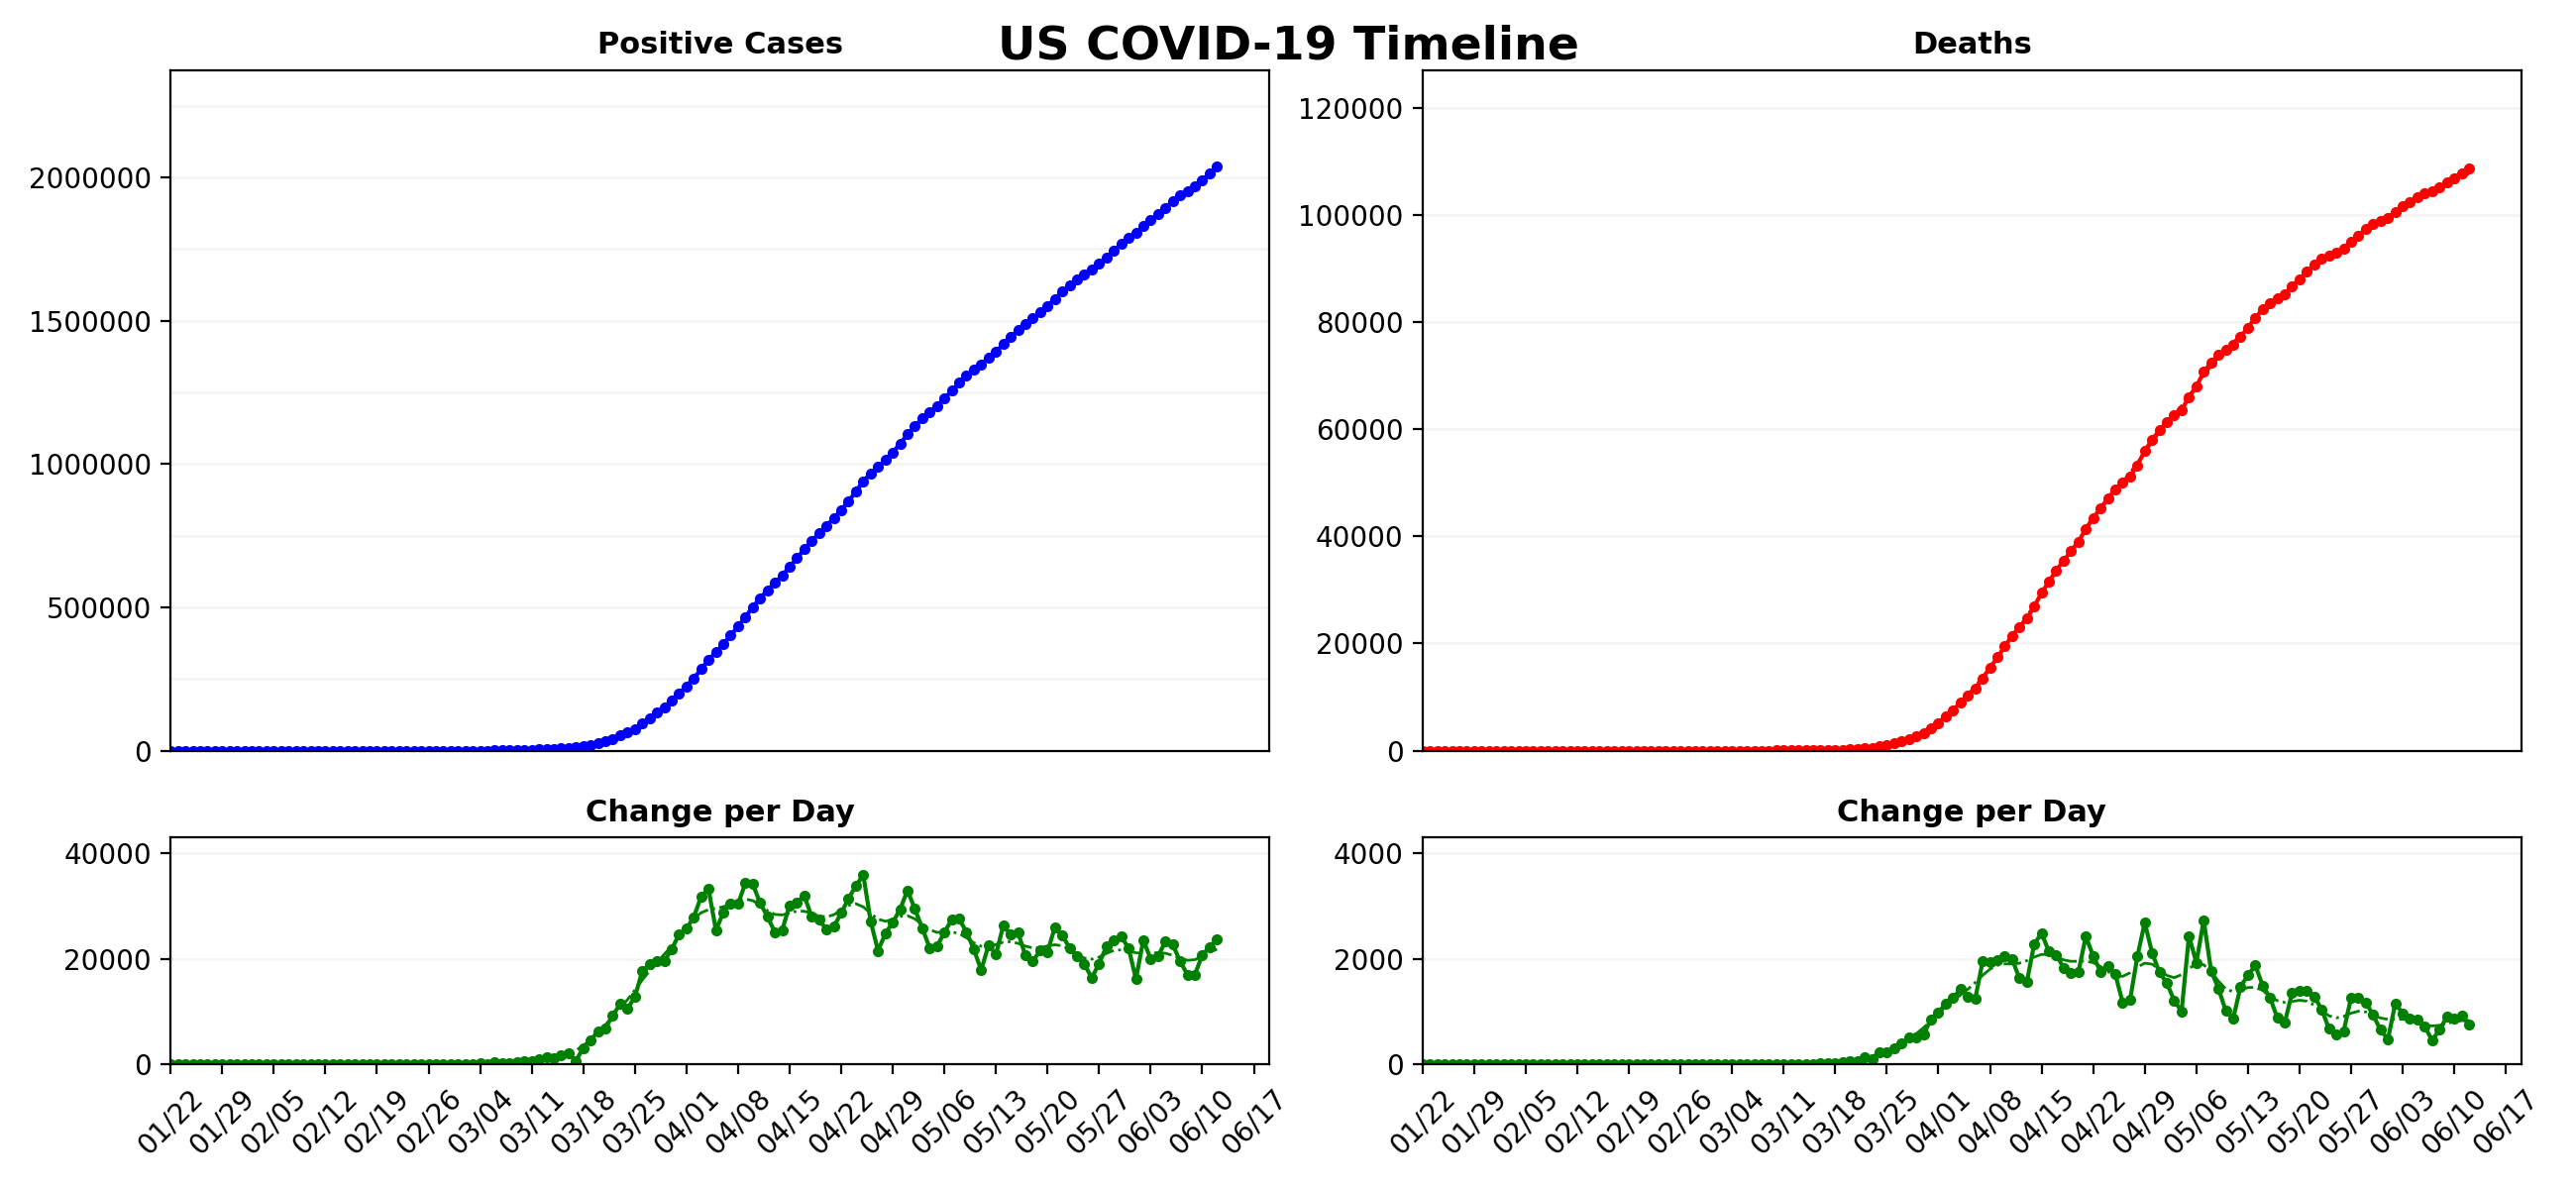 US COVID-19 Timeline
Positive Cases
2000000
1500000
1000000
500000
0
Deaths
120000
100000
80000
60000
40000
20000
0
Change per Day
40000
20000
0
01/22 01/29 02/05 02/12 02/19 02/26 03/04 03/11 03/18 03/25 04/01 04/08 04/15 04/22 04/29 05/06 05/13 05/20 05/27 06/03 06/10 06/17
Change per Day
4000
2000
0
01/22 01/29 02/05 02/12 02/19 02/26 03/04 03/11 03/18 03/25 04/01 04/08 04/15 04/22 04/29 05/06 05/13 05/20 05/27 06/03 06/10 06/17